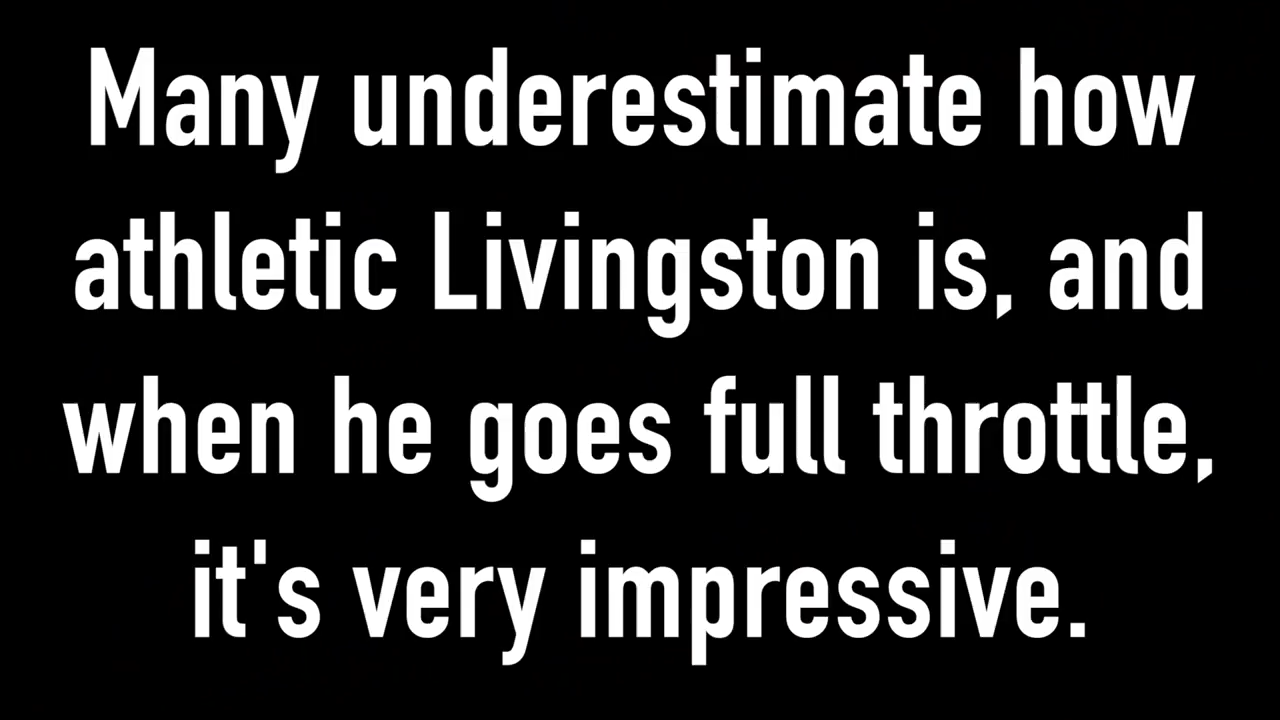 Many underestimate how
athletic Livingston is, and
when he goes full throttle,
it's very impressive.